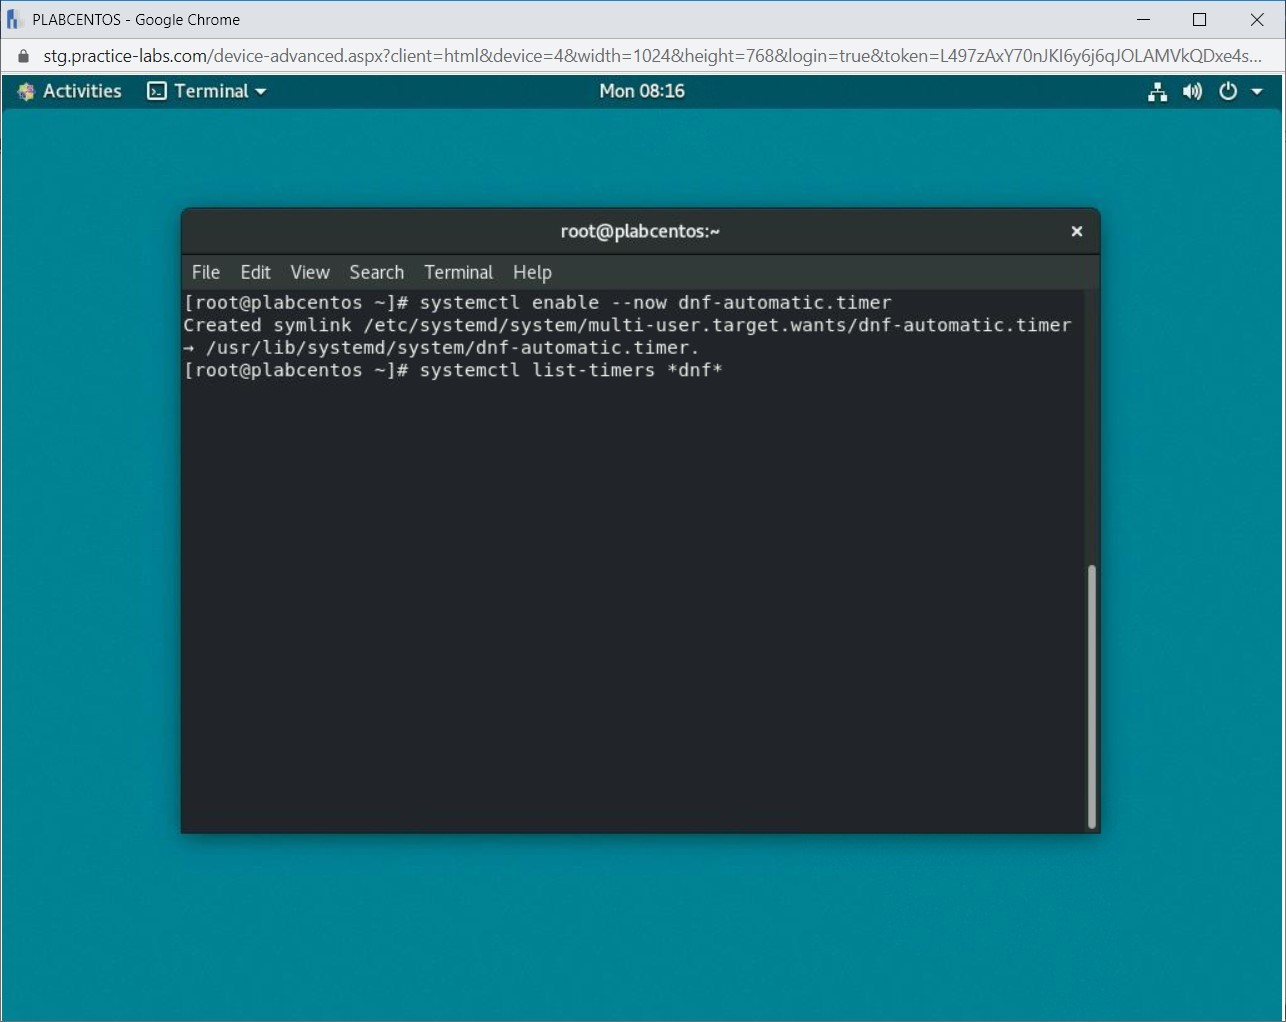 PLABCENTOS - Google Chrome
stg.practice-labs.com/device-advanced.aspx?client=html&device=4&width=1024&height=768&login=true&token=L497zAxY70nJKI6y6j6qJOLAMVkQDxe4s...
Activities Terminal Mon 08:16
root@plabcentos:~
File Edit View Search Terminal Help
[root@plabcentos ~]# systemctl enable --now dnf-automatic.timer
Created symlink /etc/systemd/system/multi-user.target.wants/dnf-automatic.timer
→ /usr/lib/systemd/system/dnf-automatic.timer.
[root@plabcentos ~]# systemctl list-timers *dnf*